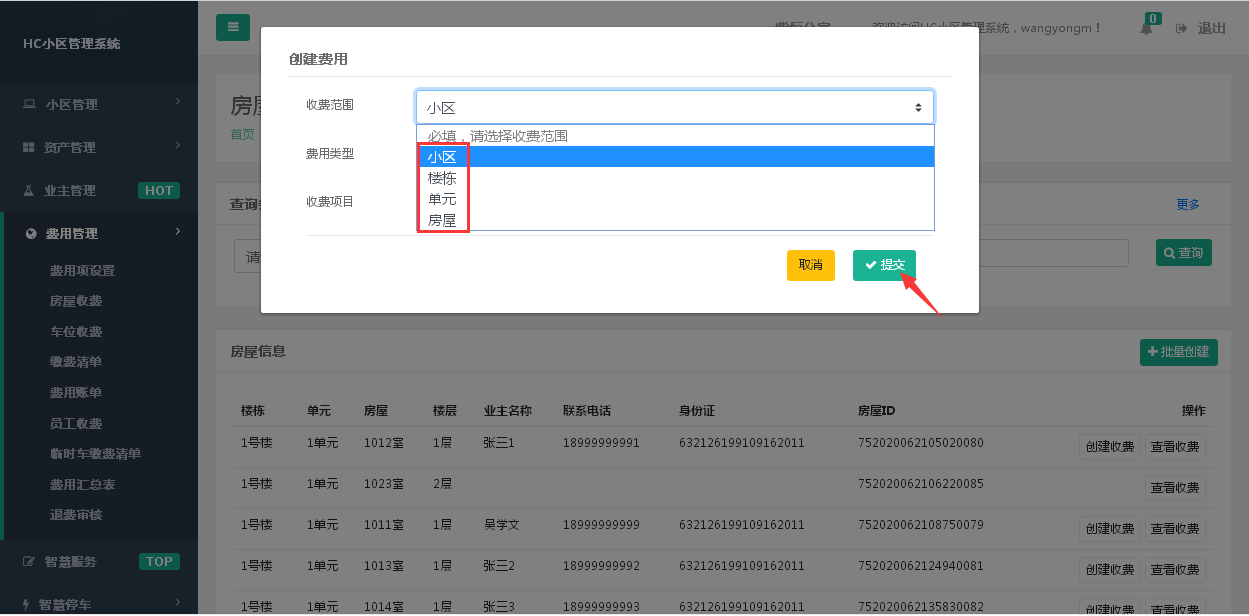 HC小区管理系统
小区管理
资产管理
业主管理 HOT
费用管理
费用项设置
房屋收费
车位收费
缴费清单
费用账单
员工收费
临时车缴费清单
费用汇总表
退费审核
智慧服务 TOP
智慧停车
问HC小区管理系统，wangyongm！ 0 退出
房
首页
创建费用
收费范围 小区
必填，请选择收费范围
小区
楼栋
单元
房屋
费用类型
收费项目
取消 提交
查询
更多
请
查询
房屋信息 批量创建
楼栋 单元 房屋 楼层 业主名称 联系电话 身份证 房屋ID 操作
1号楼 1单元 1012室 1层 张三1 18999999991 632126199109162011 752020062105020080 创建收费 查看收费
1号楼 1单元 1023室 2层 752020062106220085 查看收费
1号楼 1单元 1011室 1层 吴学文 18999999999 632126199109162011 752020062108750079 创建收费 查看收费
1号楼 1单元 1013室 1层 张三2 18999999992 632126199109162011 752020062124940081 创建收费 查看收费
1号楼 1单元 1014室 1层 张三3 18999999993 632126199109162011 752020062135830082 创建收费 查看收费